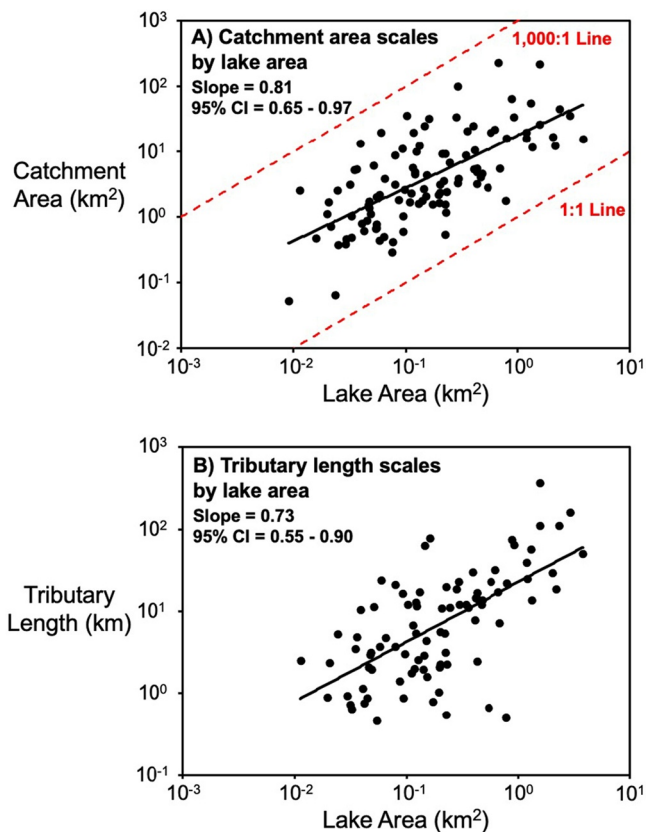 10³
A) Catchment area scales
by lake area
Slope = 0.81
95% CI = 0.65 - 0.97
1,000:1 Line
10²
10¹
Catchment
Area (km²)
10⁰
1:1 Line
10⁻¹
10⁻²
10⁻³ 10⁻² 10⁻¹ 10⁰ 10¹
Lake Area (km²)
10³
B) Tributary length scales
by lake area
Slope = 0.73
95% CI = 0.55 - 0.90
10²
Tributary
Length (km)
10¹
10⁰
10⁻¹
10⁻³ 10⁻² 10⁻¹ 10⁰ 10¹
Lake Area (km²)